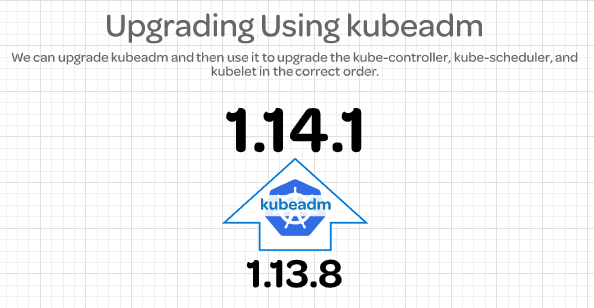 Upgrading Using kubeadm
We can upgrade kubeadm and then use it to upgrade the kube-controller, kube-scheduler, and
kubelet in the correct order.
1.14.1
kubeadm
1.13.8